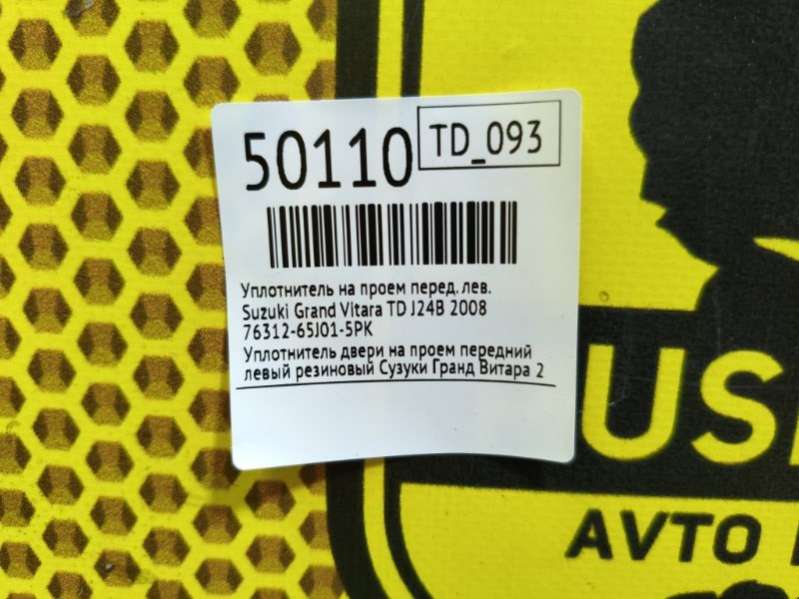 50110
TD_093
Уплотнитель на проем перед. лев.
Suzuki Grand Vitara TD J24B 2008
76312-65J01-5PK
Уплотнитель двери на проем передний
левый резиновый Сузуки Гранд Витара 2
AVTO